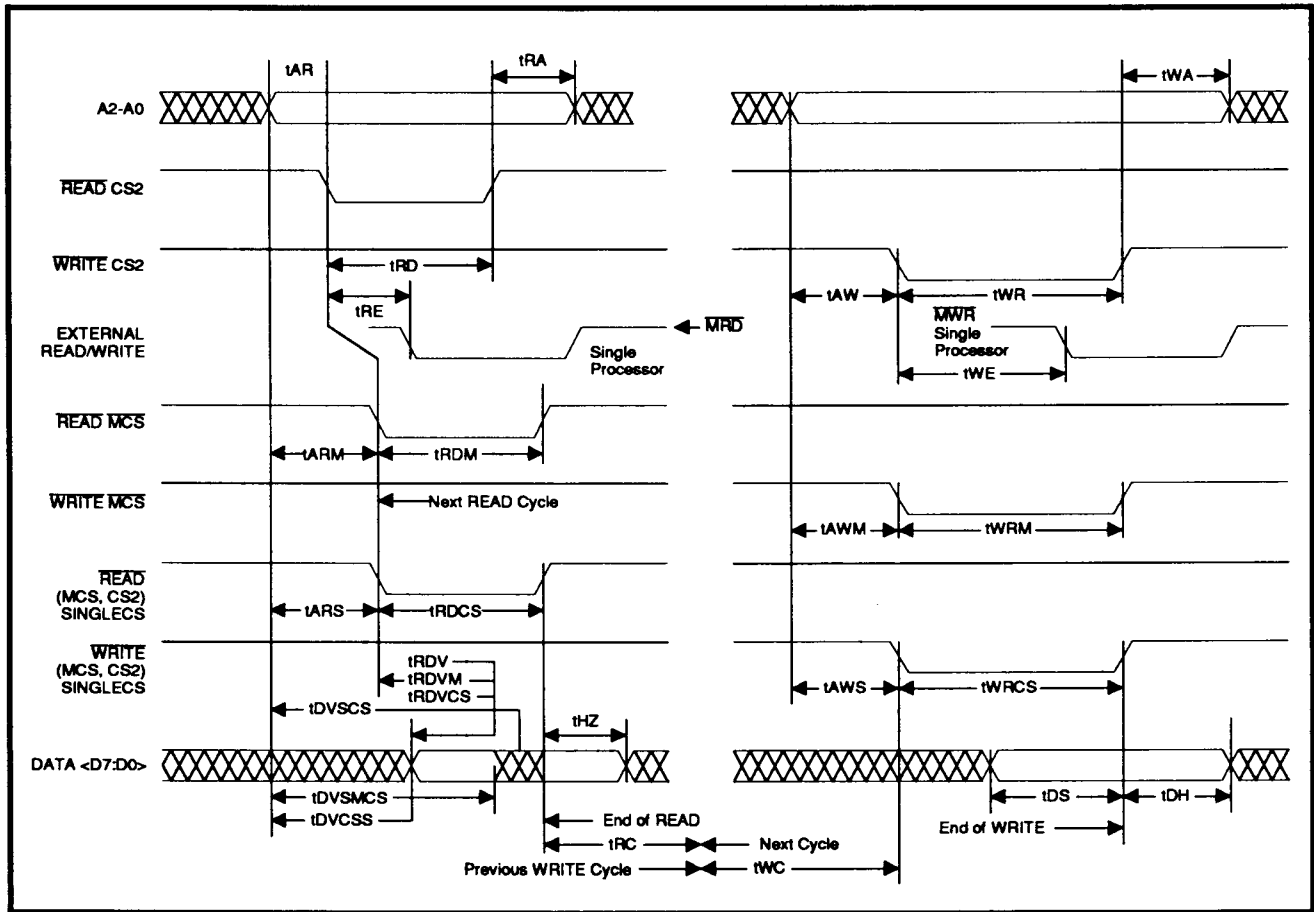 tAR
tRA
tWA
A2-A0
READ CS2
WRITE CS2
tRD
tAW
tWR
tRE
EXTERNAL
READ/WRITE
MRD
Single
Processor
MWR
Single
Processor
tWE
READ MCS
tARM
tRDM
WRITE MCS
Next READ Cycle
tAWM
tWRM
READ
(MCS, CS2)
SINGLECS
tARS
tRDCS
WRITE
(MCS, CS2)
SINGLECS
tRDV
tRDVM
tRDVCS
tAWS
tWRCS
tDVSCS
tHZ
DATA <D7:D0>
tDVSMCS
tDS
tDH
tDVCSS
End of READ
End of WRITE
tRC
Next Cycle
Previous WRITE Cycle
tWC